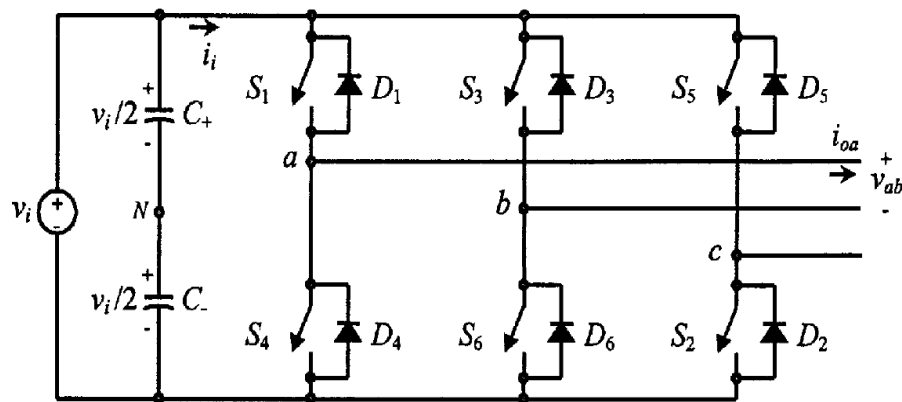 i_i
S_1 D_1 S_3 D_3 S_5 D_5
+
v_i/2 C_+
-
a
i_oa
+
v_ab
-
b
v_i + -
N
c
+
v_i/2 C_-
-
S_4 D_4 S_6 D_6 S_2 D_2